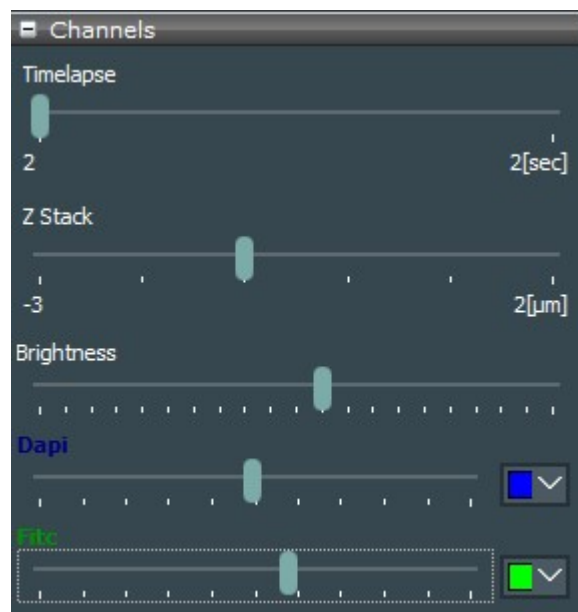 Channels
Timelapse
2 2[sec]
Z Stack
-3 2[µm]
Brightness
Dapi
Fitc